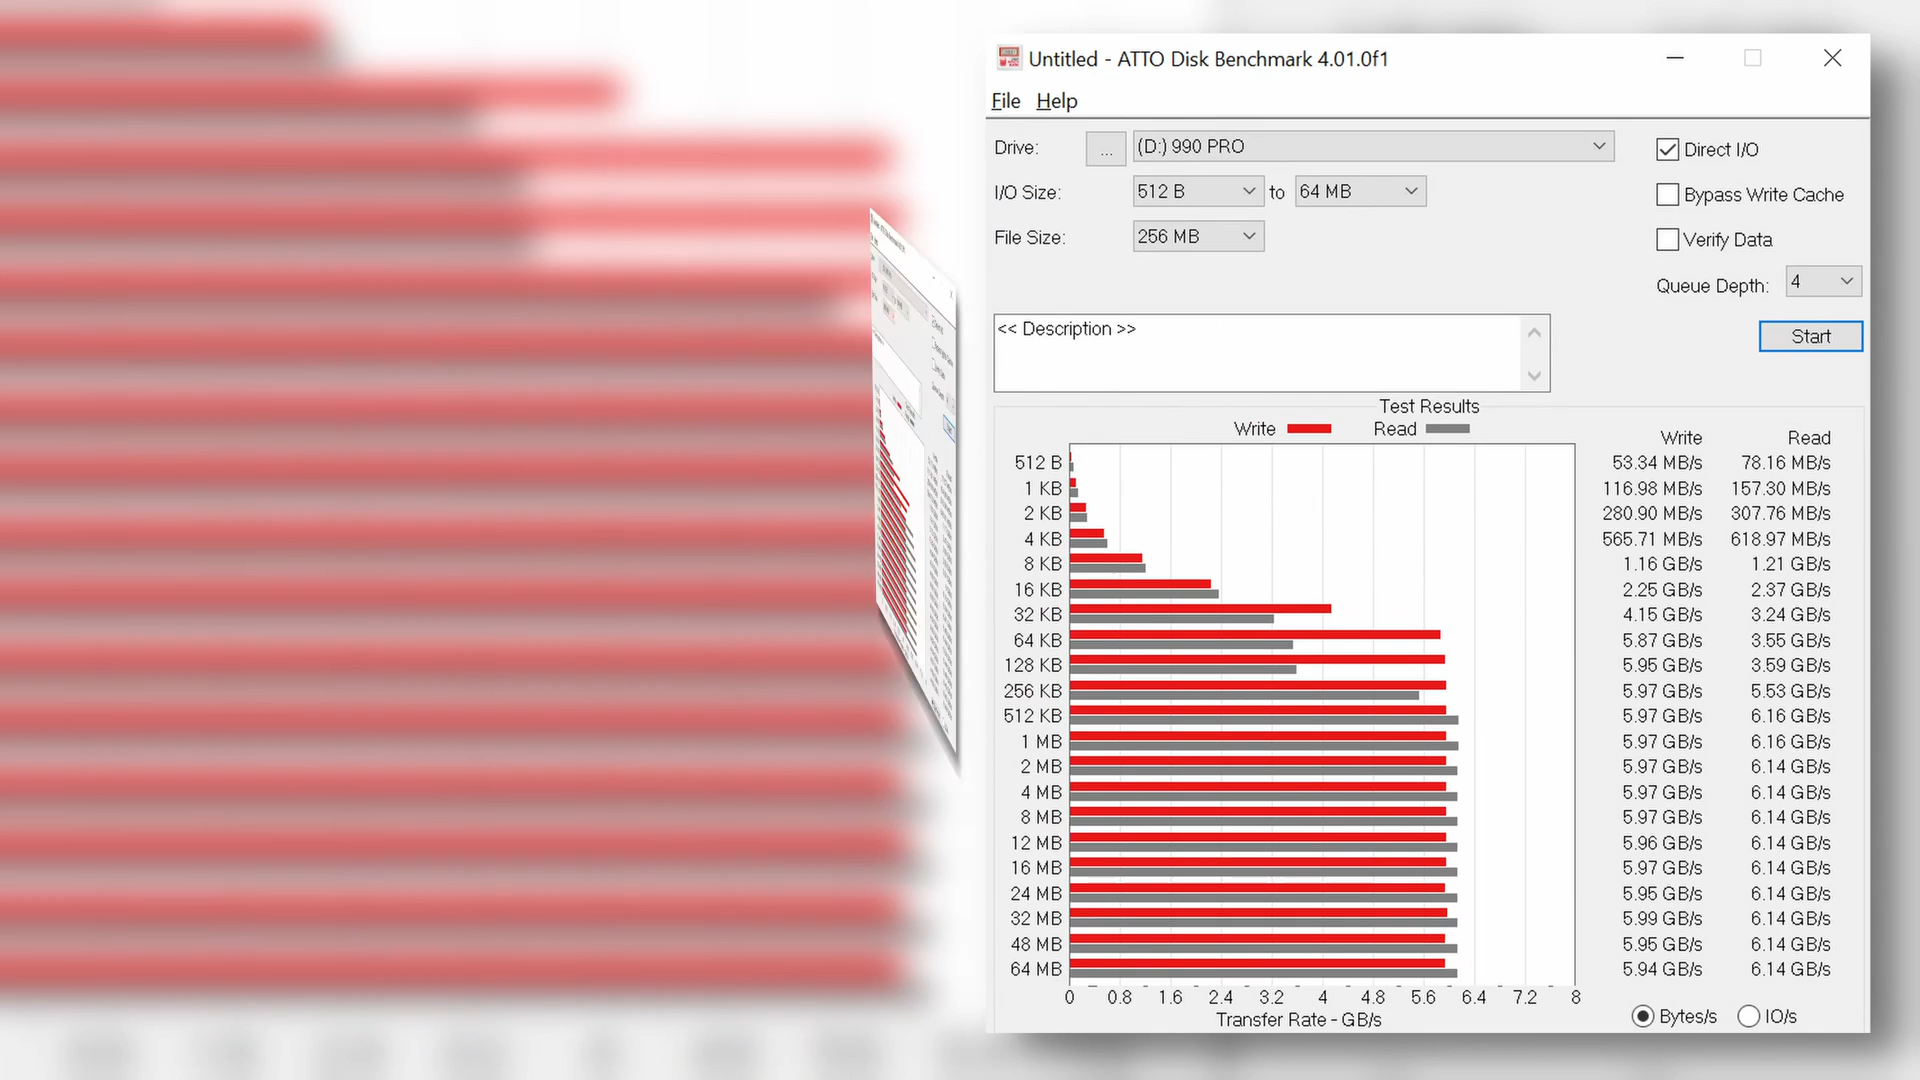 Untitled - ATTO Disk Benchmark 4.01.0f1
File Help
Drive: ... (D:) 990 PRO
Direct I/O
I/O Size: 512 B to 64 MB
Bypass Write Cache
File Size: 256 MB
Verify Data
Queue Depth: 4
<< Description >>
Start
Test Results
Write Read
Write Read
512 B 53.34 MB/s 78.16 MB/s
1 KB 116.98 MB/s 157.30 MB/s
2 KB 280.90 MB/s 307.76 MB/s
4 KB 565.71 MB/s 618.97 MB/s
8 KB 1.16 GB/s 1.21 GB/s
16 KB 2.25 GB/s 2.37 GB/s
32 KB 4.15 GB/s 3.24 GB/s
64 KB 5.87 GB/s 3.55 GB/s
128 KB 5.95 GB/s 3.59 GB/s
256 KB 5.97 GB/s 5.53 GB/s
512 KB 5.97 GB/s 6.16 GB/s
1 MB 5.97 GB/s 6.16 GB/s
2 MB 5.97 GB/s 6.14 GB/s
4 MB 5.97 GB/s 6.14 GB/s
8 MB 5.97 GB/s 6.14 GB/s
12 MB 5.96 GB/s 6.14 GB/s
16 MB 5.97 GB/s 6.14 GB/s
24 MB 5.95 GB/s 6.14 GB/s
32 MB 5.99 GB/s 6.14 GB/s
48 MB 5.95 GB/s 6.14 GB/s
64 MB 5.94 GB/s 6.14 GB/s
0 0.8 1.6 2.4 3.2 4 4.8 5.6 6.4 7.2 8
Transfer Rate - GB/s
Bytes/s IO/s